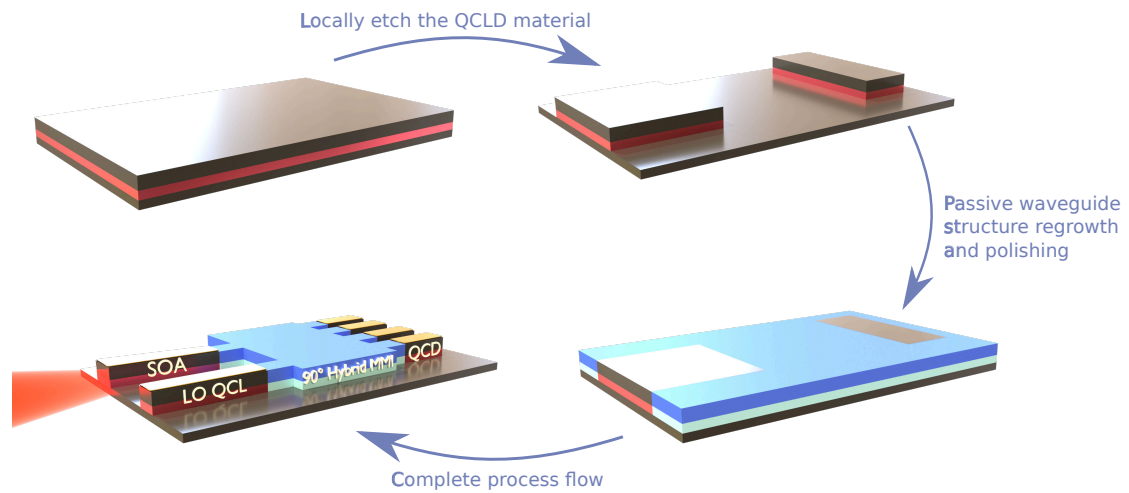 Locally etch the QCLD material
Passive waveguide
structure regrowth
and polishing
SOA
LO QCL
90° Hybrid MMI
QCD
Complete process flow